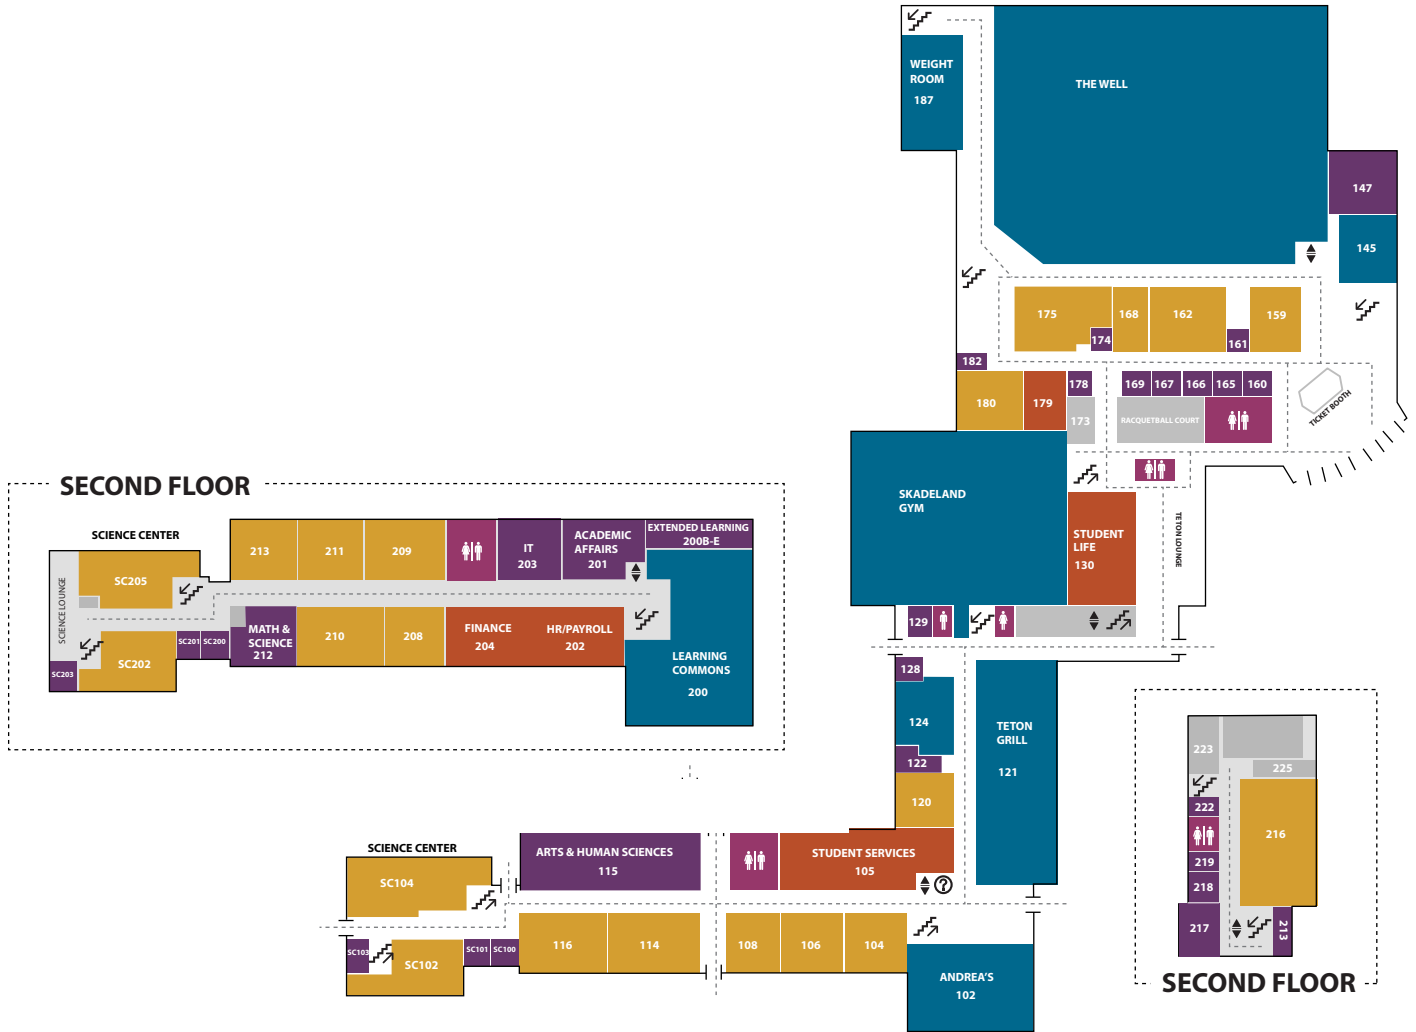 WEIGHT
ROOM
187
THE WELL
147
145
175
174
168
162
161
159
182
180
179
178
173
169
167
166
165
160
RACQUETBALL COURT
TICKET BOOTH
SKADELAND
GYM
STUDENT
LIFE
130
TETON LOUNGE
129
128
124
122
120
TETON
GRILL
121
SECOND FLOOR
SCIENCE CENTER
SCIENCE LOUNGE
SC205
SC202
SC203
SC201
SC200
213
211
209
IT
203
ACADEMIC
AFFAIRS
201
EXTENDED LEARNING
200B-E
MATH &
SCIENCE
212
210
208
FINANCE
204
HR/PAYROLL
202
LEARNING
COMMONS
200
SCIENCE CENTER
SC104
SC103
SC102
SC101
SC100
ARTS & HUMAN SCIENCES
115
STUDENT SERVICES
105
?
116
114
108
106
104
ANDREA'S
102
223
225
222
216
219
218
217
213
SECOND FLOOR